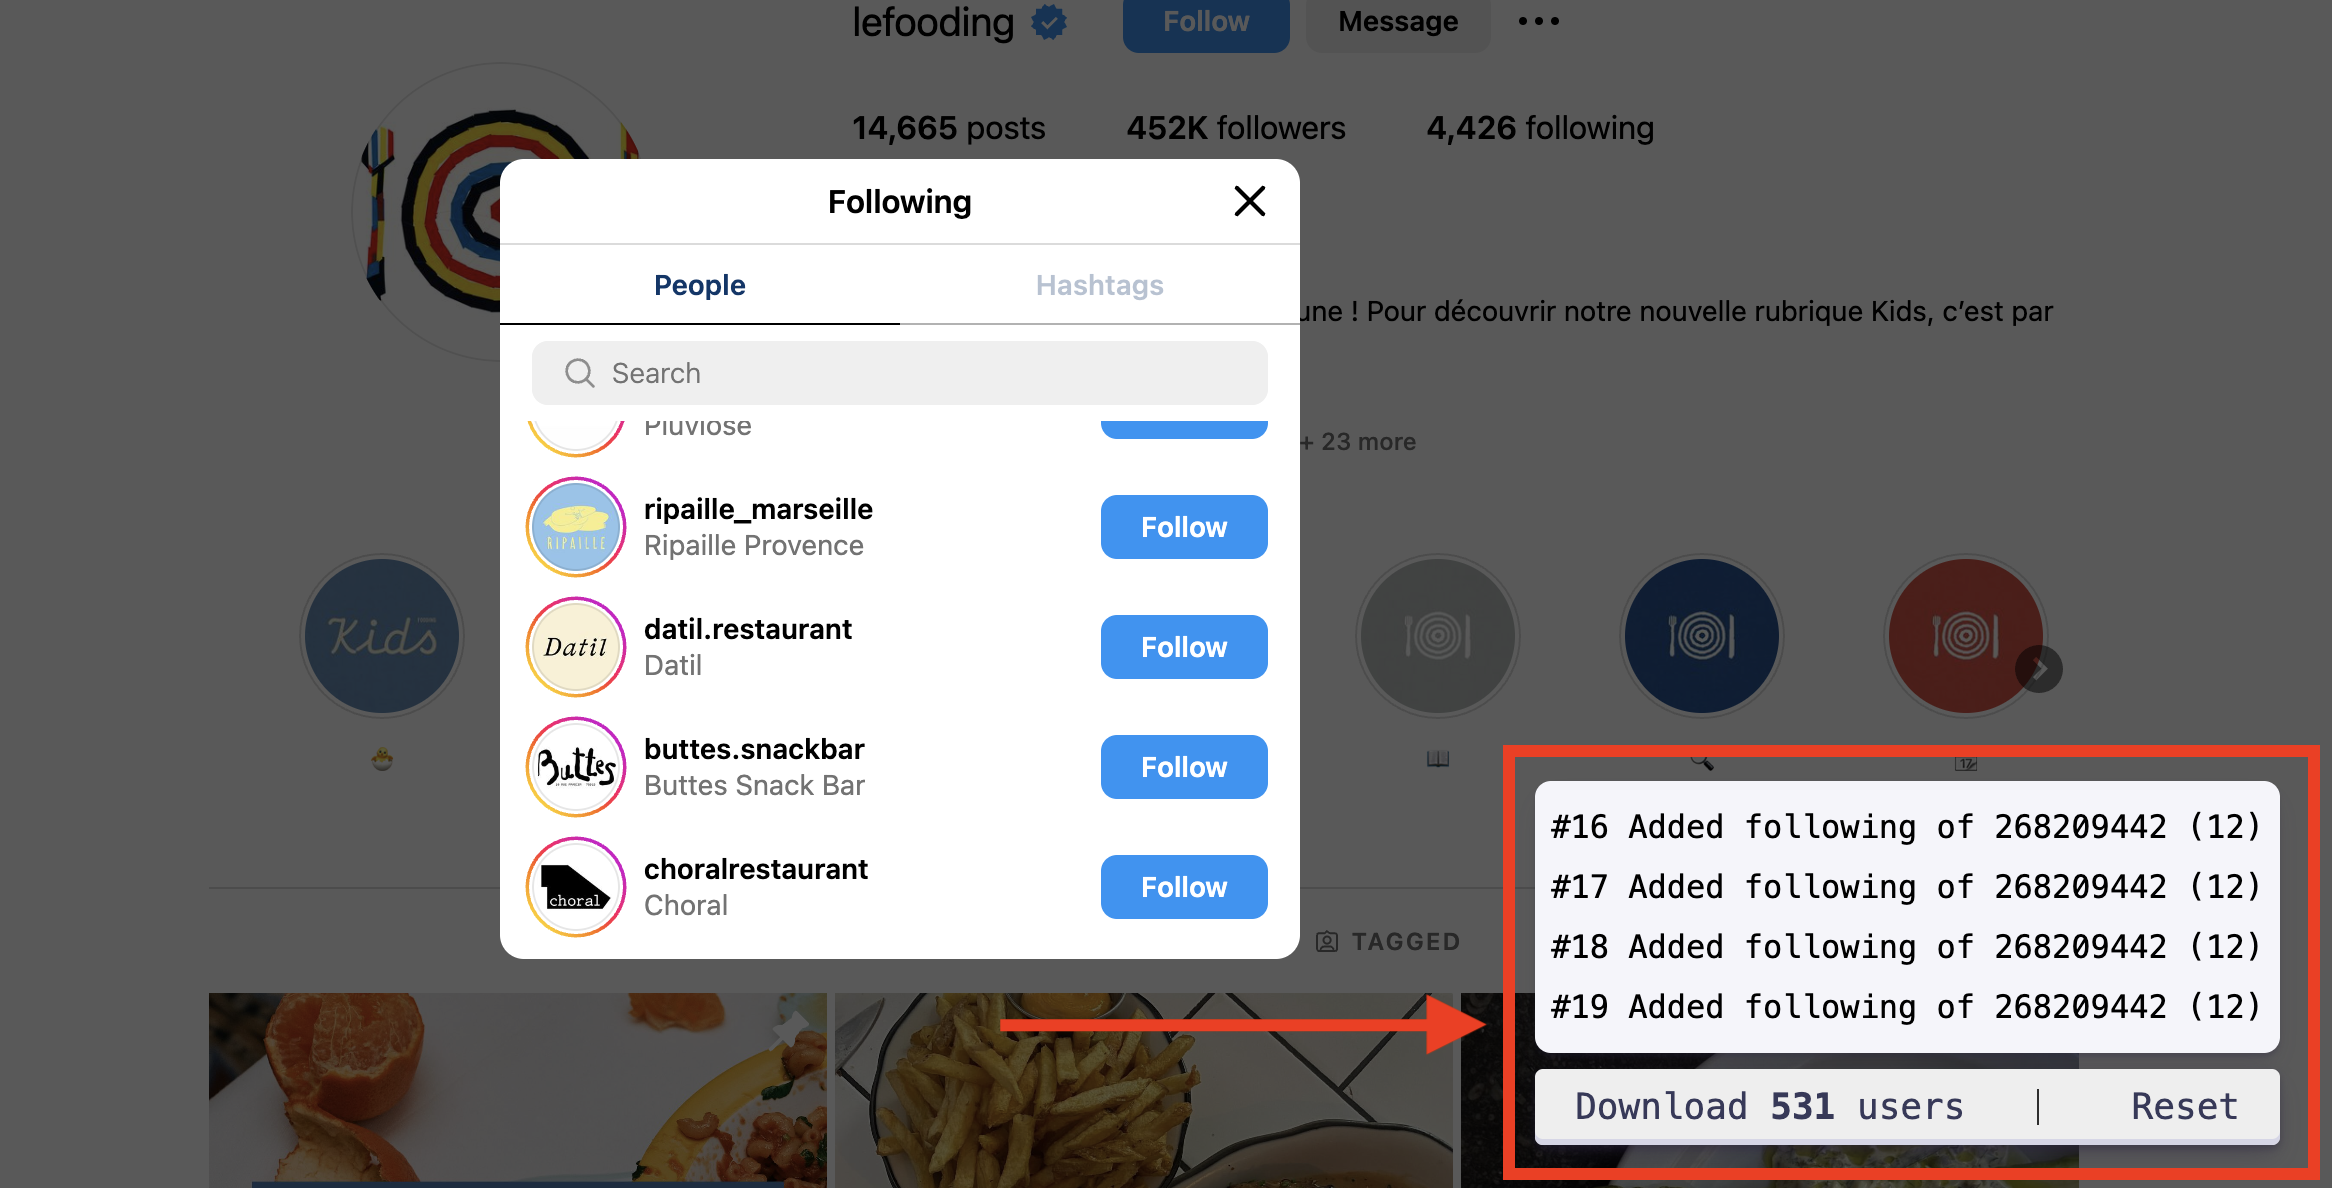 lefooding
Follow
Message
14,665 posts
452K followers
4,426 following
Following
People
Hashtags
une ! Pour découvrir notre nouvelle rubrique Kids, c’est par
Search
Pluviose
+ 23 more
ripaille_marseille
Ripaille Provence
Follow
RIPAILLE
datil.restaurant
Datil
Follow
Datil
Kids
buttes.snackbar
Buttes Snack Bar
Follow
Buttes
17
choralrestaurant
Choral
Follow
choral
TAGGED
#16 Added following of 268209442 (12)
#17 Added following of 268209442 (12)
#18 Added following of 268209442 (12)
#19 Added following of 268209442 (12)
Download 531 users | Reset